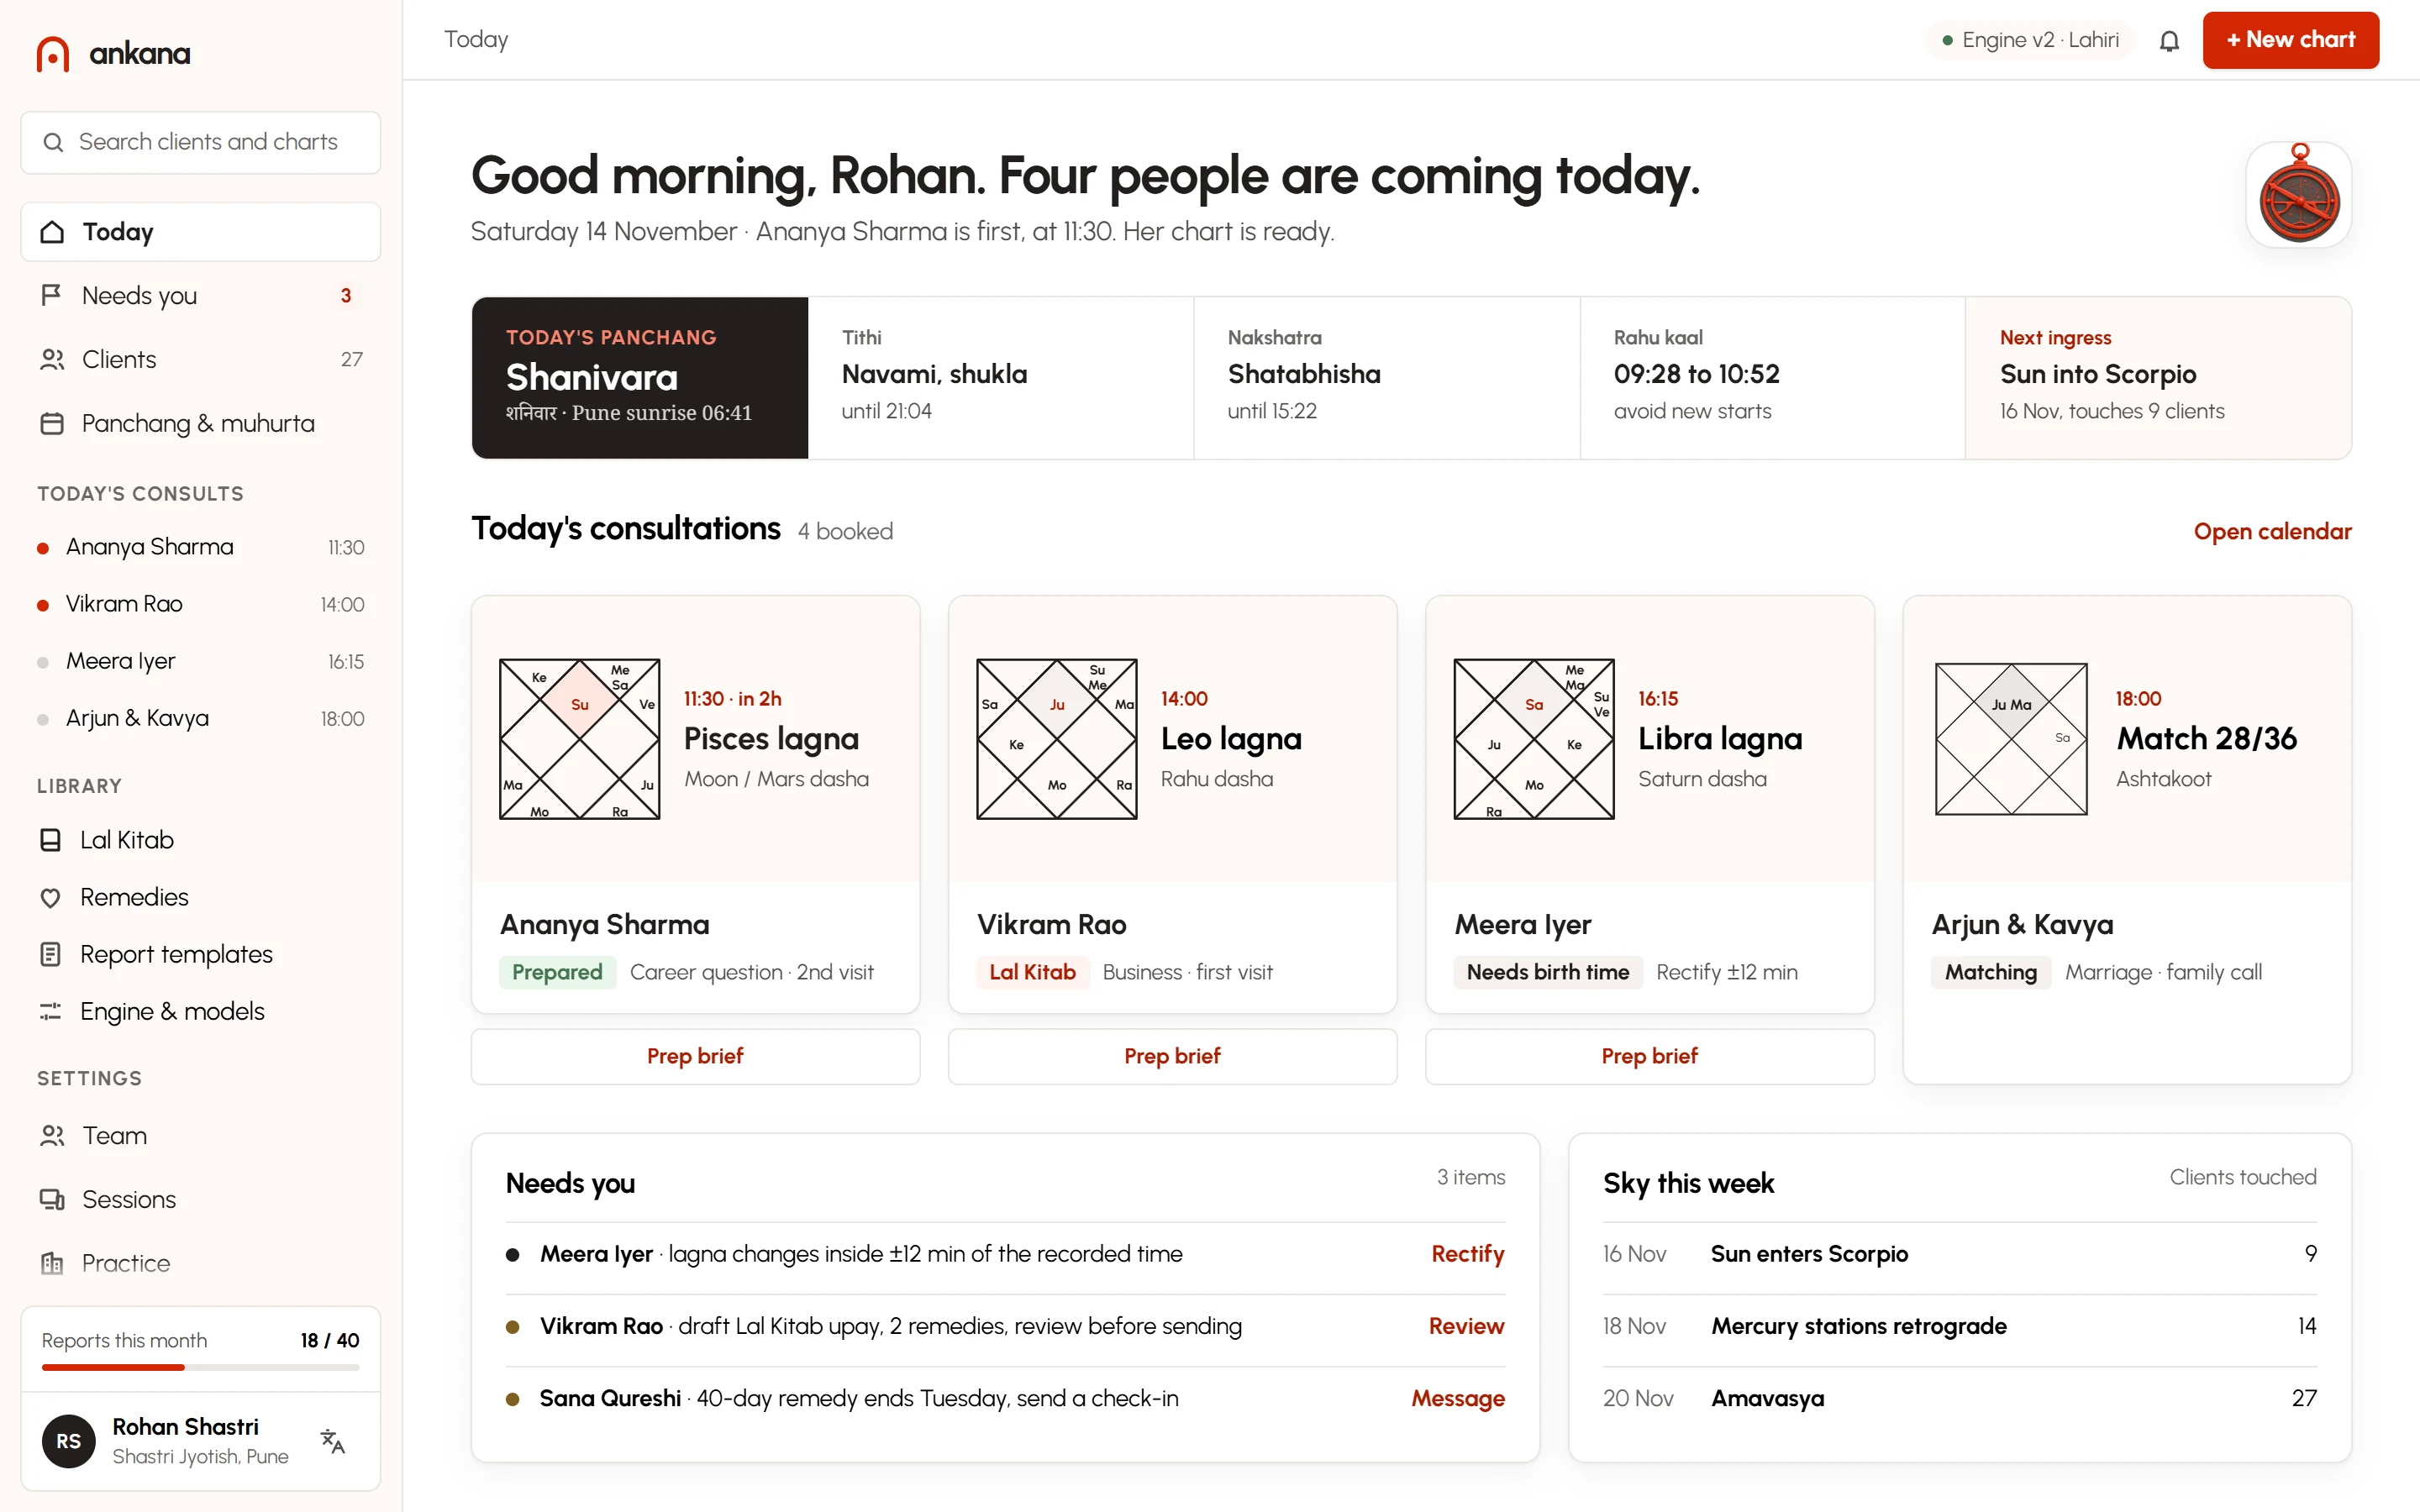 ankana
Search clients and charts
Today
Needs you 3
Clients 27
Panchang & muhurta
TODAY'S CONSULTS
Ananya Sharma 11:30
Vikram Rao 14:00
Meera Iyer 16:15
Arjun & Kavya 18:00
LIBRARY
Lal Kitab
Remedies
Report templates
Engine & models
SETTINGS
Team
Sessions
Practice
Reports this month 18 / 40
RS
Rohan Shastri
Shastri Jyotish, Pune
Today
Engine v2 · Lahiri
+ New chart
Good morning, Rohan. Four people are coming today.
Saturday 14 November · Ananya Sharma is first, at 11:30. Her chart is ready.
TODAY'S PANCHANG
Shanivara
शनिवार · Pune sunrise 06:41
Tithi
Navami, shukla
until 21:04
Nakshatra
Shatabhisha
until 15:22
Rahu kaal
09:28 to 10:52
avoid new starts
Next ingress
Sun into Scorpio
16 Nov, touches 9 clients
Today's consultations 4 booked
Open calendar
Ke
Me
Sa
Su
Ve
Ma
Ju
Mo
Ra
11:30 · in 2h
Pisces lagna
Moon / Mars dasha
Ananya Sharma
Prepared Career question · 2nd visit
Prep brief
Su
Me
Sa
Ju
Ma
Ke
Mo
Ra
14:00
Leo lagna
Rahu dasha
Vikram Rao
Lal Kitab Business · first visit
Prep brief
Me
Ma
Su
Sa
Ve
Ju
Ke
Mo
Ra
16:15
Libra lagna
Saturn dasha
Meera Iyer
Needs birth time Rectify ±12 min
Prep brief
Ju Ma
Sa
18:00
Match 28/36
Ashtakoot
Arjun & Kavya
Matching Marriage · family call
Needs you 3 items
Meera Iyer · lagna changes inside ±12 min of the recorded time Rectify
Vikram Rao · draft Lal Kitab upay, 2 remedies, review before sending Review
Sana Qureshi · 40-day remedy ends Tuesday, send a check-in Message
Sky this week Clients touched
16 Nov Sun enters Scorpio 9
18 Nov Mercury stations retrograde 14
20 Nov Amavasya 27